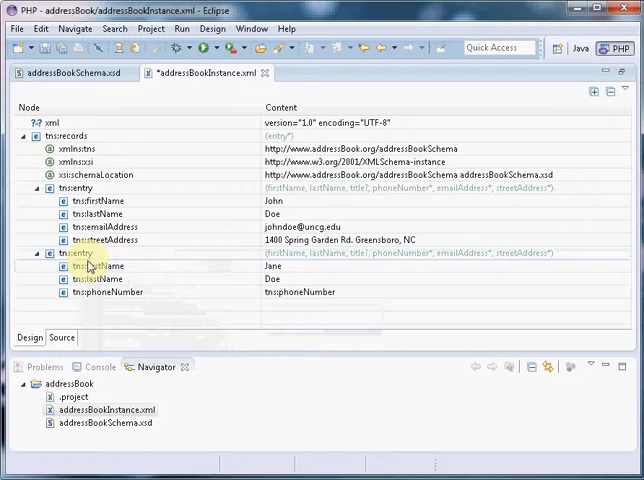 PHP - addressBook/addressBookInstance.xml - Eclipse
File Edit Navigate Search Project Run Design Window Help
Quick Access
Java PHP
addressBookSchema.xsd *addressBookInstance.xml
Node Content
?? xml version="1.0" encoding="UTF-8"
tns:records (entry*)
xmlns:tns http://www.addressBook.org/addressBookSchema
xmlns:xsi http://www.w3.org/2001/XMLSchema-instance
xsi:schemaLocation http://www.addressBook.org/addressBookSchema addressBookSchema.xsd
tns:entry (firstName, lastName, title?, phoneNumber*, emailAddress*, streetAddress*)
tns:firstName John
tns:lastName Doe
tns:emailAddress johndoe@uncg.edu
tns:streetAddress 1400 Spring Garden Rd. Greensboro, NC
tns:entry (firstName, lastName, title?, phoneNumber*, emailAddress*, streetAddress*)
Jane
tns:lastName Doe
tns:phoneNumber tns:phoneNumber
Design Source
Problems Console Navigator
addressBook
.project
addressBookInstance.xml
addressBookSchema.xsd